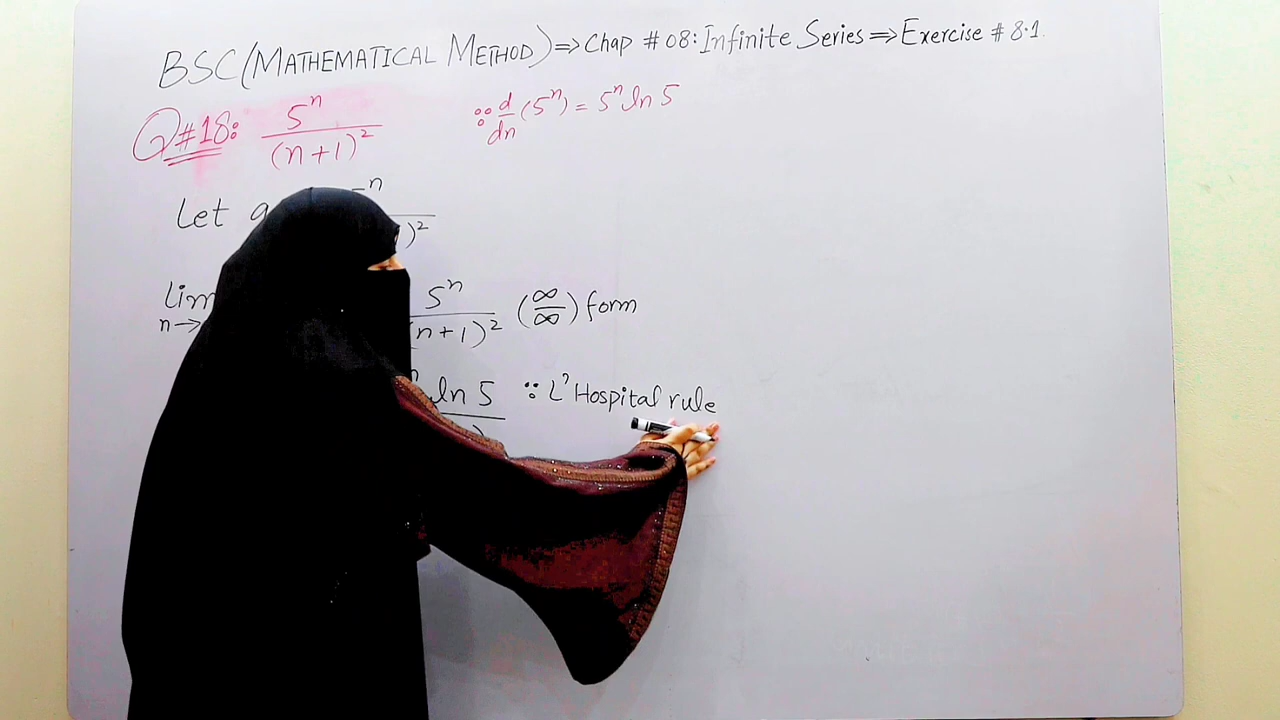 BSC(MATHEMATICAL METHOD)⇒Chap #08:Infinite Series⇒Exercise #8.1.
Q#18: 5^n/(n+1)^2 ∵ d/dn (5^n) = 5^n ln 5
Let n )^2
Lim n→ 5^n/(n+1)^2 (∞/∞) form
ln 5 ∵ L'Hospital rule